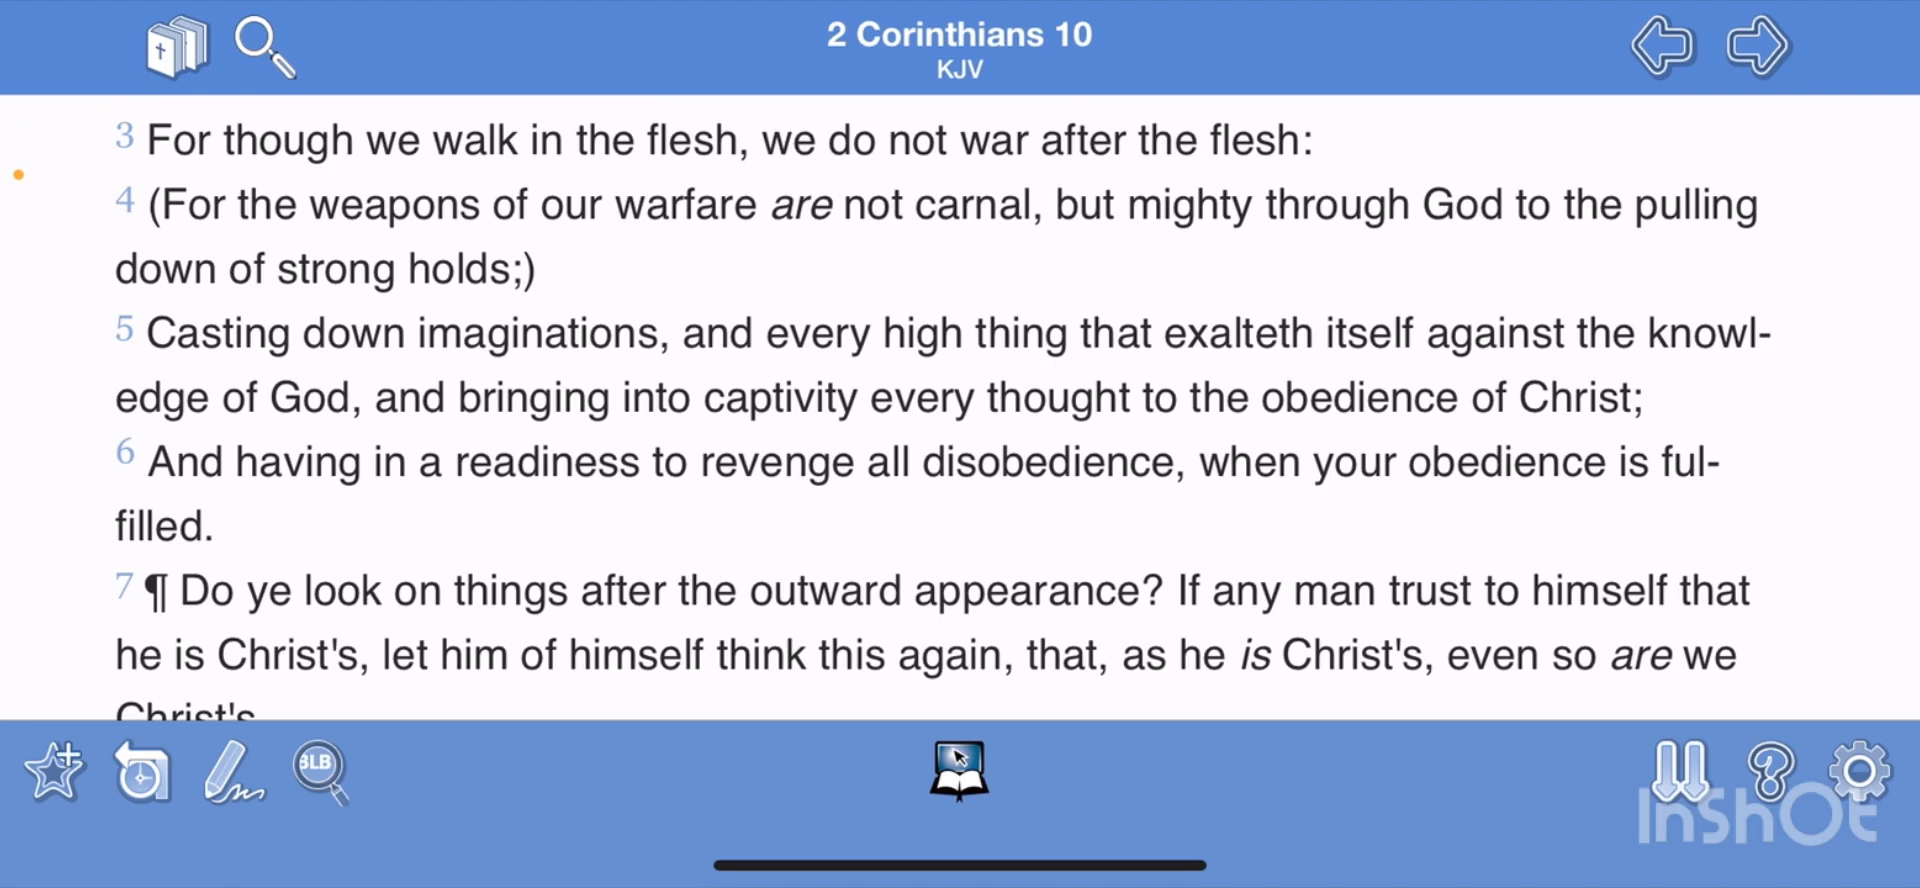 2 Corinthians 10
KJV
3 For though we walk in the flesh, we do not war after the flesh:
4 (For the weapons of our warfare are not carnal, but mighty through God to the pulling
down of strong holds;)
5 Casting down imaginations, and every high thing that exalteth itself against the knowl-
edge of God, and bringing into captivity every thought to the obedience of Christ;
6 And having in a readiness to revenge all disobedience, when your obedience is ful-
filled.
7 ¶ Do ye look on things after the outward appearance? If any man trust to himself that
he is Christ's, let him of himself think this again, that, as he is Christ's, even so are we
Christ's
BLB
InShOt